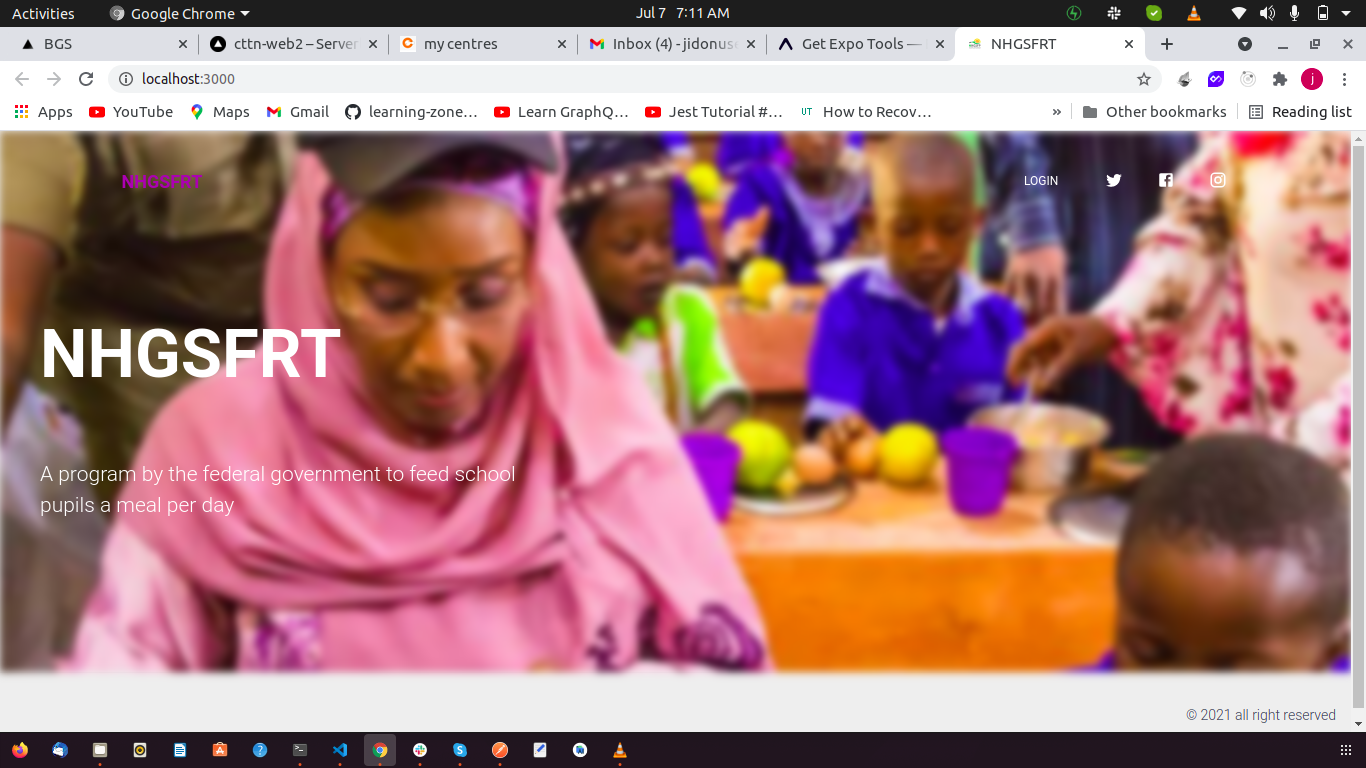 Activities Google Chrome Jul 7 7:11 AM
BGS cttn-web2 – Server my centres Inbox (4) - jidonuse Get Expo Tools — NHGSFRT
localhost:3000 j
Apps YouTube Maps Gmail learning-zone… Learn GraphQ… Jest Tutorial #… UT How to Recov… » Other bookmarks Reading list
NHGSFRT LOGIN
NHGSFRT
A program by the federal government to feed school
pupils a meal per day
© 2021 all right reserved